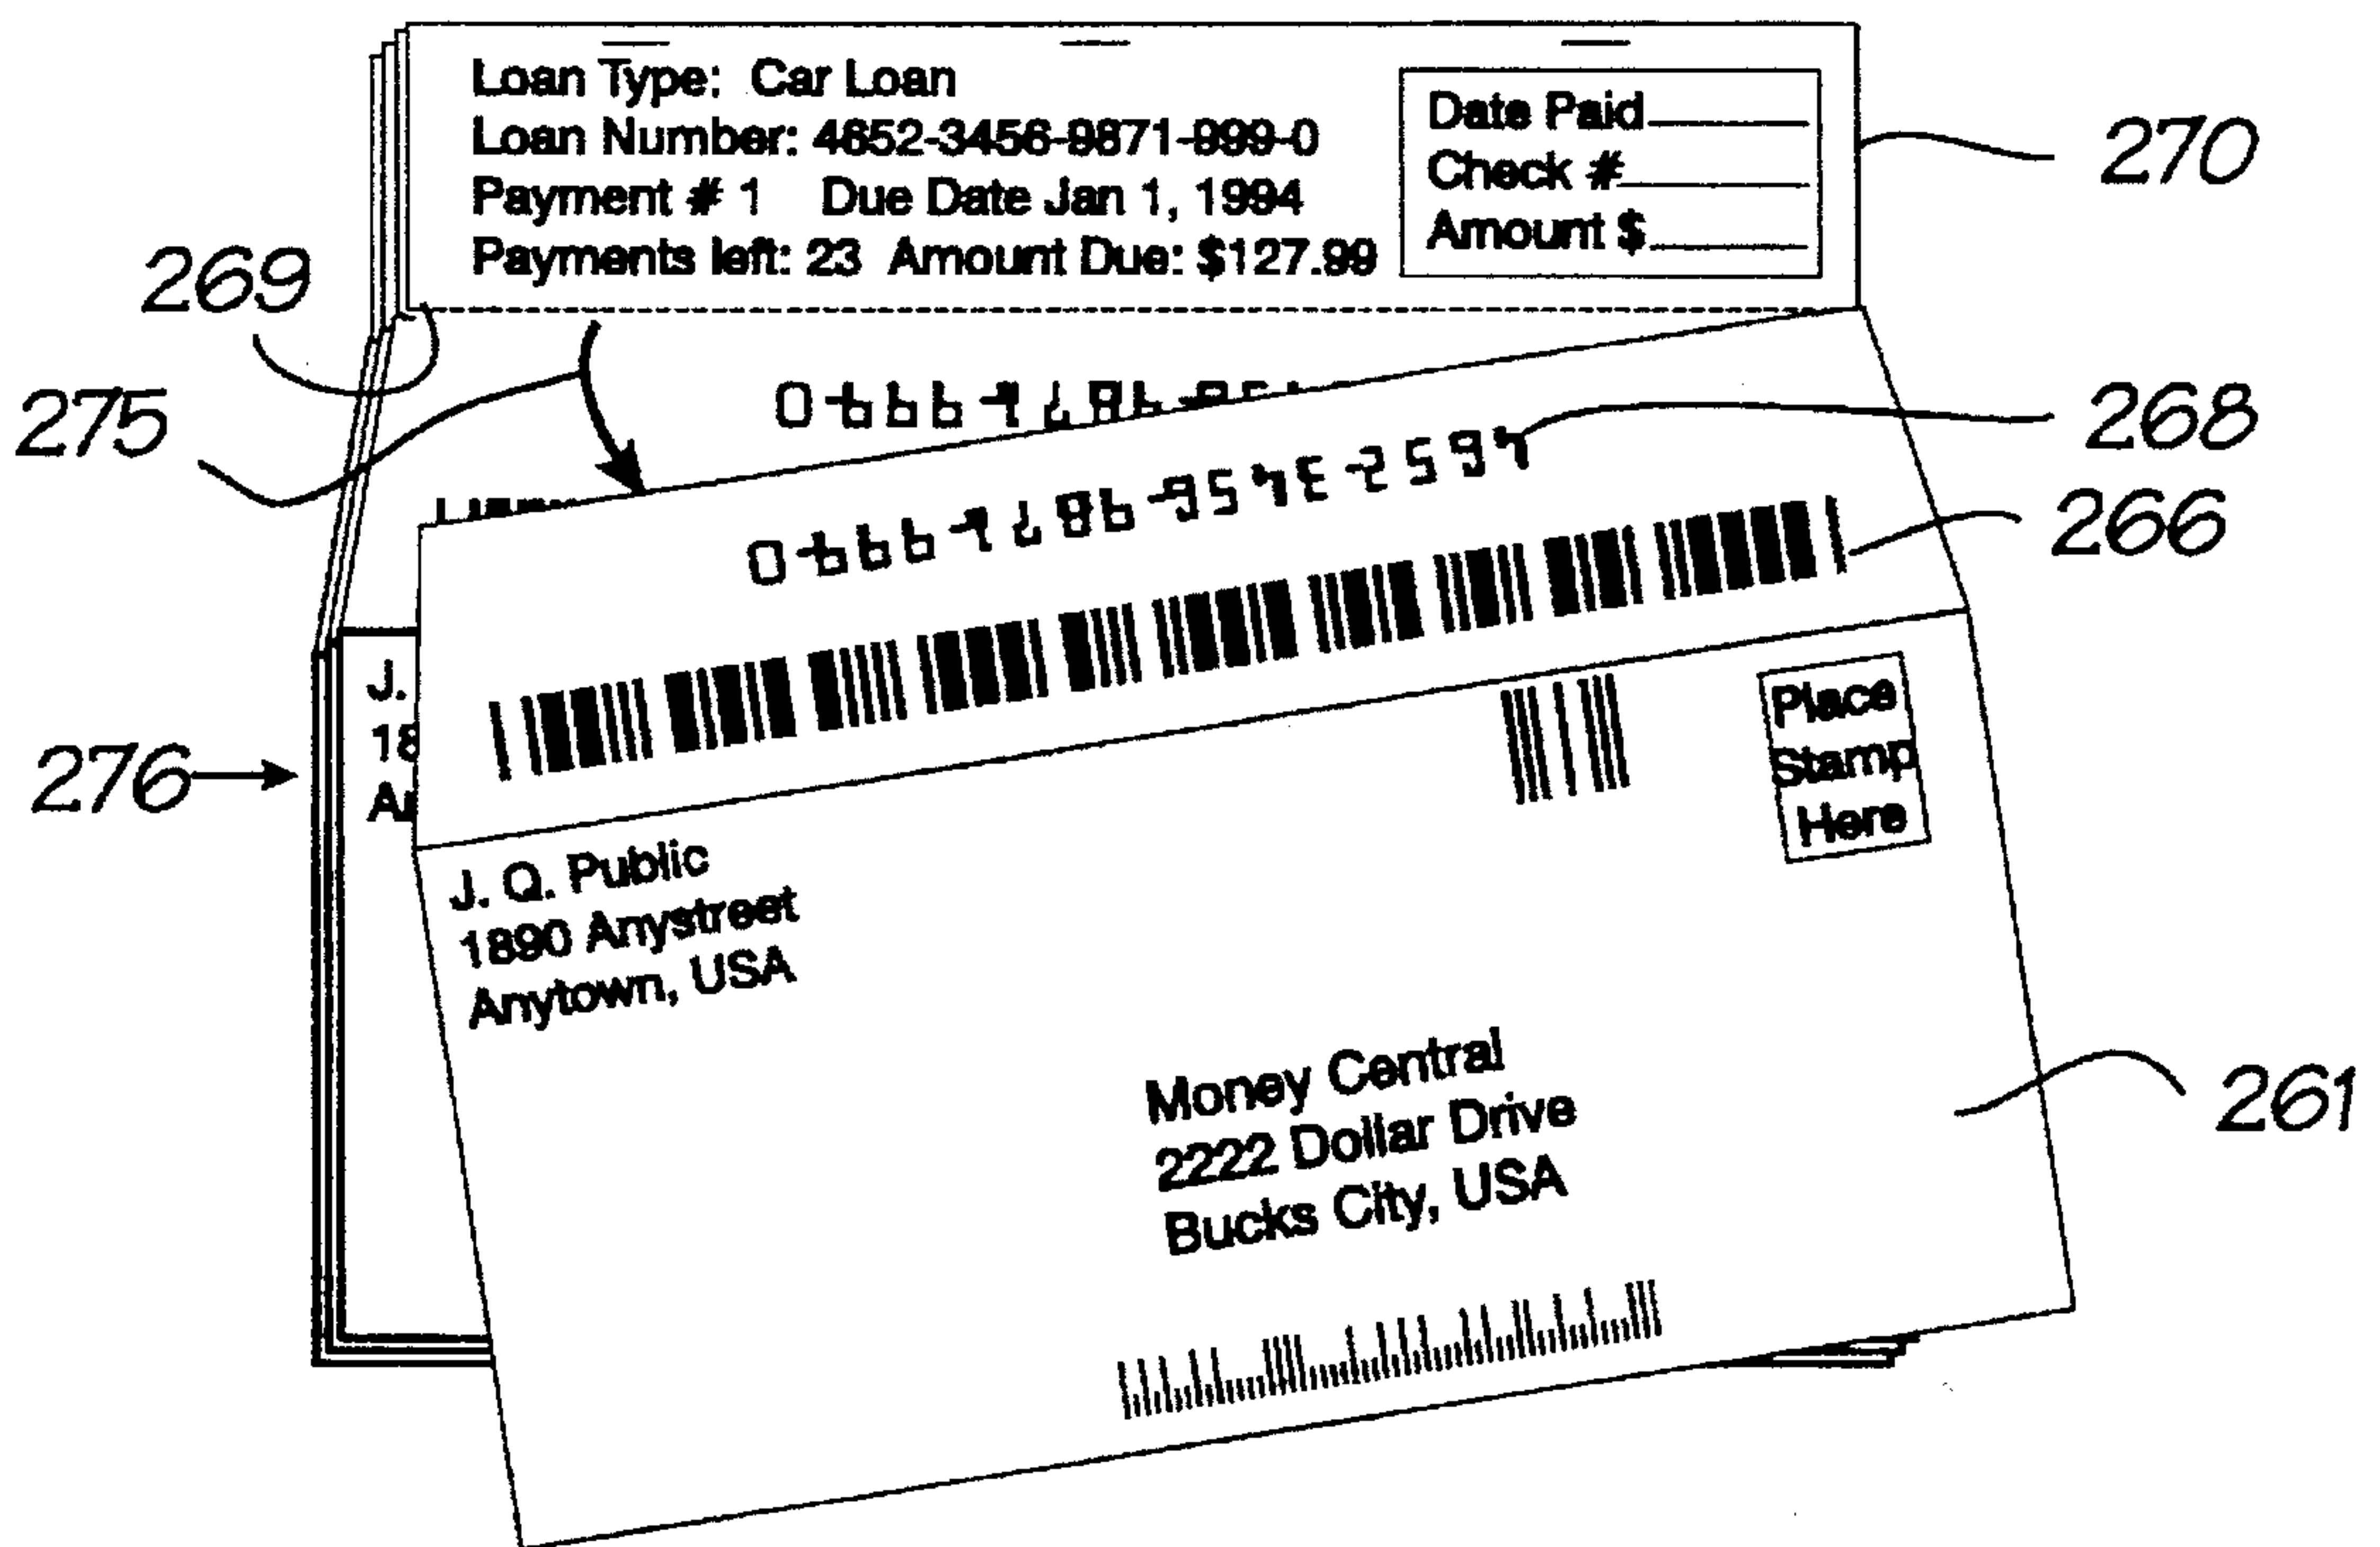 Loan Type: Car Loan
Loan Number: 4652-3456-9871-999-0
Payment # 1 Due Date Jan 1, 1994
Payments left: 23 Amount Due: $127.99
Date Paid
Check #
Amount $
270
269
275
268
266
276
J.
18
J. Q. Public
1890 Anystreet
Anytown, USA
Place
Stamp
Here
Money Central
2222 Dollar Drive
Bucks City, USA
261